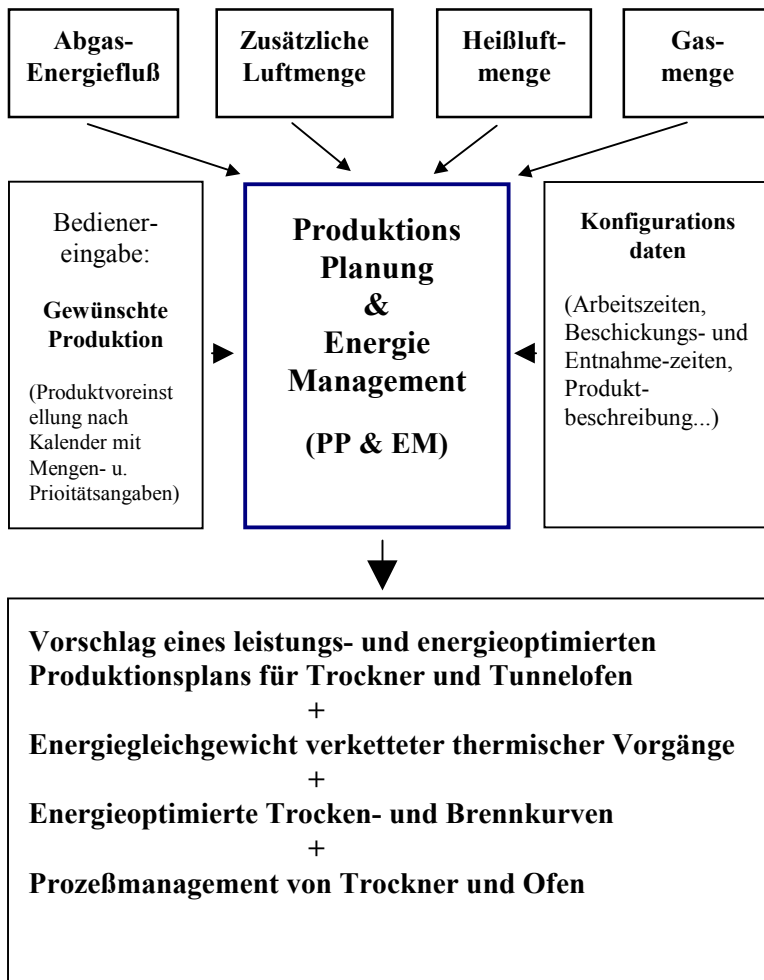 Abgas-
Energiefluß
Zusätzliche
Luftmenge
Heißluft-
menge
Gas-
menge
Bediener-
eingabe:
Gewünschte
Produktion
(Produktvoreinst
ellung nach
Kalender mit
Mengen- u.
Prioitätsangaben)
Produktions
Planung
&
Energie
Management
(PP & EM)
Konfigurations
daten
(Arbeitszeiten,
Beschickungs- und
Entnahme-zeiten,
Produkt-
beschreibung...)
Vorschlag eines leistungs- und energieoptimierten
Produktionsplans für Trockner und Tunnelofen
+
Energiegleichgewicht verketteter thermischer Vorgänge
+
Energieoptimierte Trocken- und Brennkurven
+
Prozeßmanagement von Trockner und Ofen